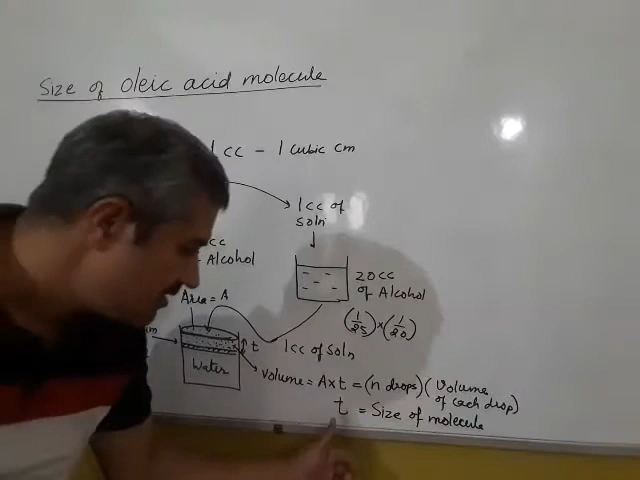 Size of oleic acid molecule
1 cc - 1 cubic cm
1 cc of
soln
cc
Alcohol
20 cc
of Alcohol
Area = A
(1/25) x (1/20)
t
1 cc of soln
Water
Volume = A x t = (n drops) (Volume
of each drop)
t = Size of molecule